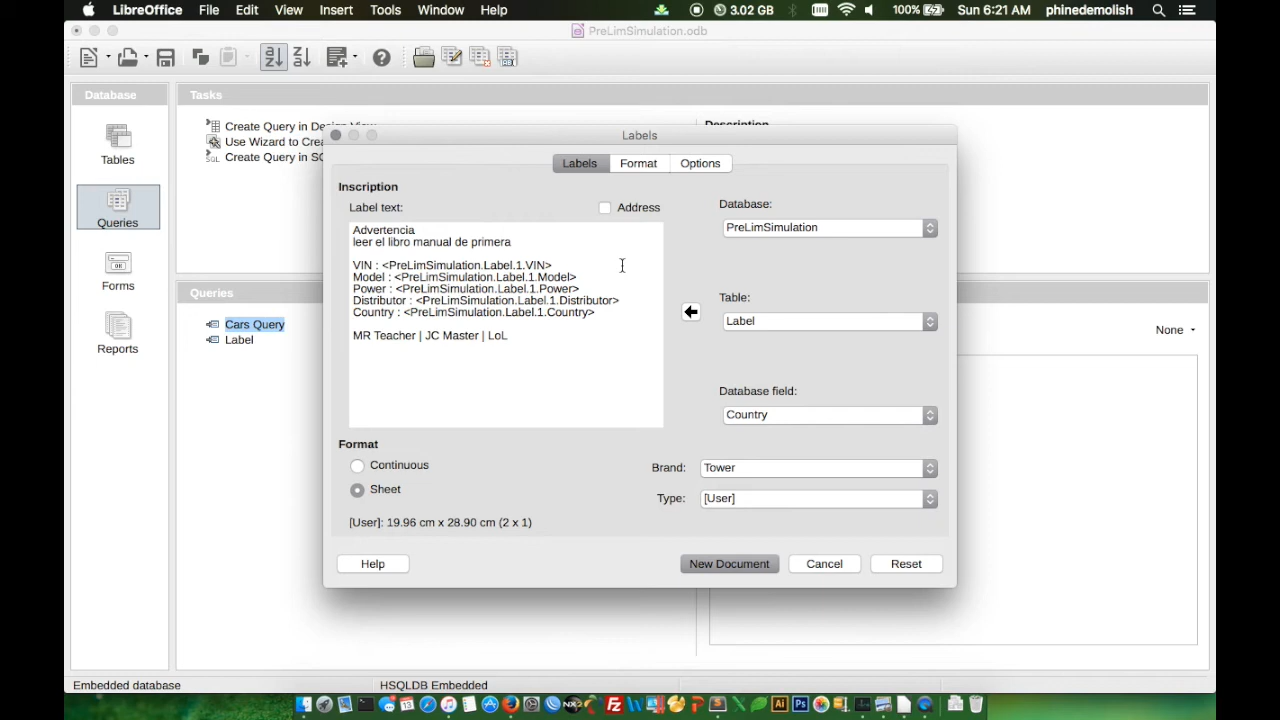 LibreOffice File Edit View Insert Tools Window Help 3.02 GB 100% Sun 6:21 AM phinedemolish
PreLimSimulation.odb
Database
Tasks
Tables
Queries
Forms
Reports
Create Query in Design View...
Use Wizard to Crea
Create Query in SQ
Description
Labels
Labels Format Options
Inscription
Label text:
Address
Advertencia
leer el libro manual de primera
VIN : <PreLimSimulation.Label.1.VIN>
Model : <PreLimSimulation.Label.1.Model>
Power : <PreLimSimulation.Label.1.Power>
Distributor : <PreLimSimulation.Label.1.Distributor>
Country : <PreLimSimulation.Label.1.Country>
MR Teacher | JC Master | LoL
Database:
PreLimSimulation
Table:
Label
Database field:
Country
Format
Continuous
Sheet
[User]: 19.96 cm x 28.90 cm (2 x 1)
Brand: Tower
Type: [User]
Help
New Document
Cancel
Reset
Queries
Cars Query
Label
None
Embedded database
HSQLDB Embedded